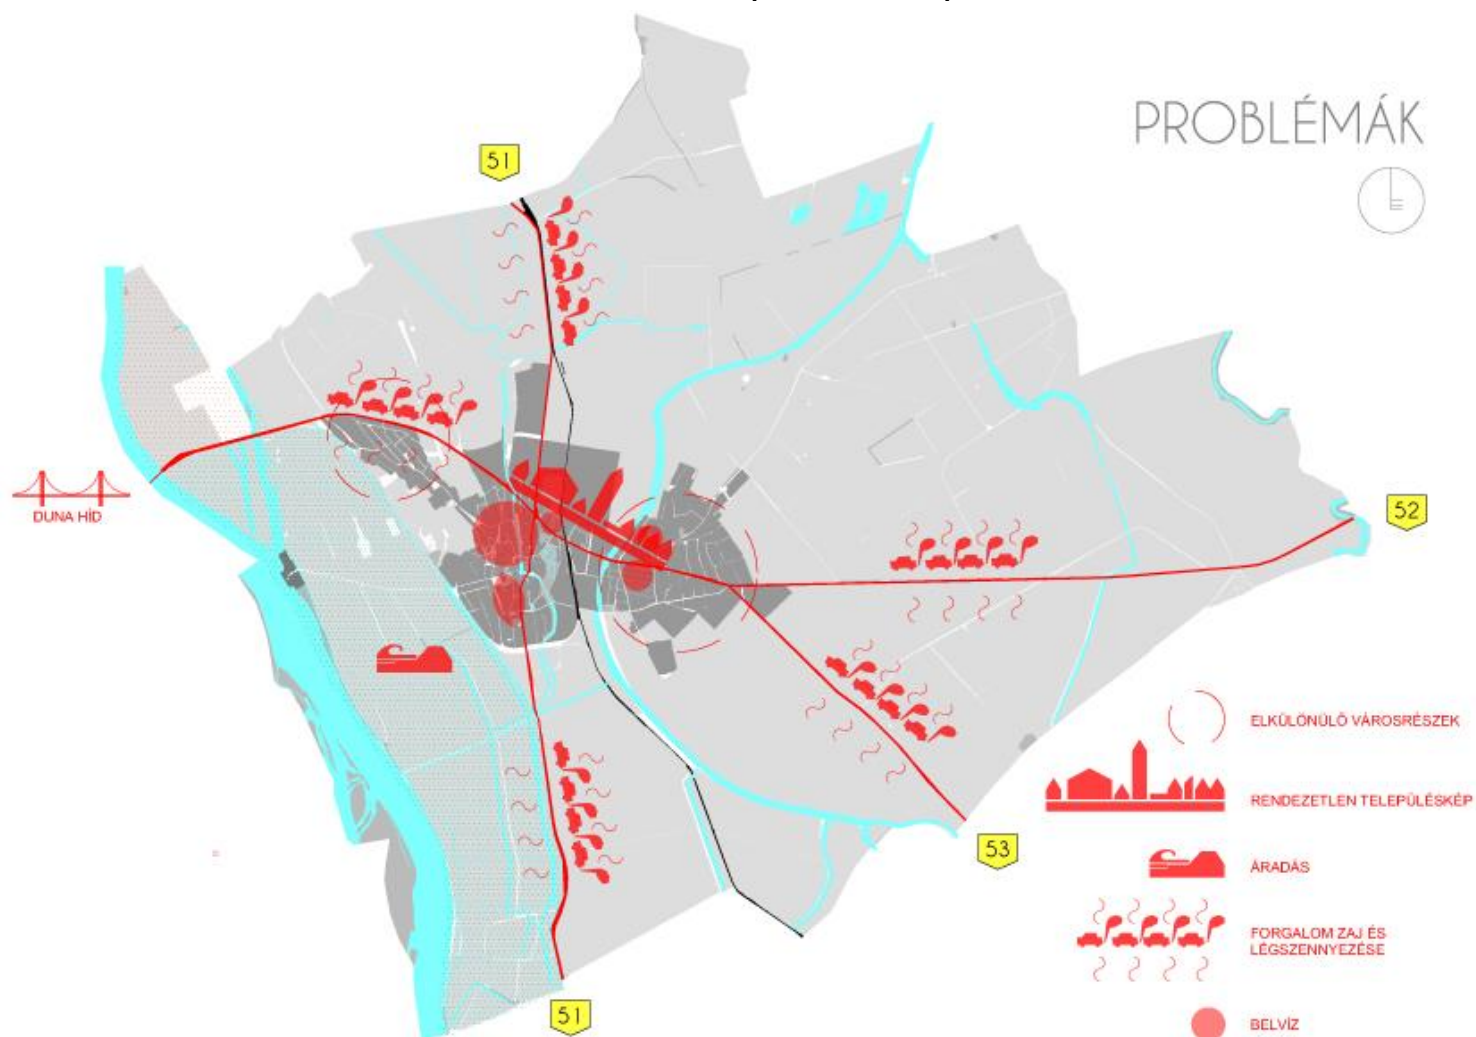 PROBLÉMÁK
51
DUNA HÍD
52
53
51
ELKÜLÖNÜLŐ VÁROSRÉSZEK
RENDEZETLEN TELEPÜLÉSKÉP
ÁRADÁS
FORGALOM ZAJ ÉS
LÉGSZENNYEZÉSE
BELVÍZ